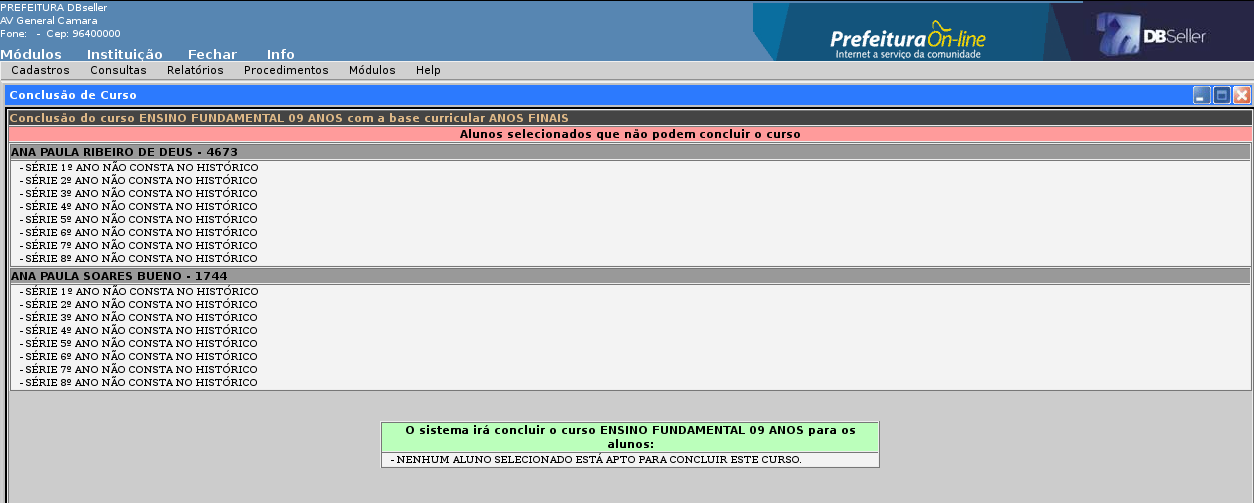 PREFEITURA DBseller
AV General Camara
Fone: - Cep: 96400000
Prefeitura On-line
Internet a serviço da comunidade
DBSeller
Módulos Instituição Fechar Info
Cadastros Consultas Relatórios Procedimentos Módulos Help
Conclusão de Curso
Conclusão do curso ENSINO FUNDAMENTAL 09 ANOS com a base curricular ANOS FINAIS
Alunos selecionados que não podem concluir o curso
ANA PAULA RIBEIRO DE DEUS - 4673
- SÉRIE 1º ANO NÃO CONSTA NO HISTÓRICO
- SÉRIE 2º ANO NÃO CONSTA NO HISTÓRICO
- SÉRIE 3º ANO NÃO CONSTA NO HISTÓRICO
- SÉRIE 4º ANO NÃO CONSTA NO HISTÓRICO
- SÉRIE 5º ANO NÃO CONSTA NO HISTÓRICO
- SÉRIE 6º ANO NÃO CONSTA NO HISTÓRICO
- SÉRIE 7º ANO NÃO CONSTA NO HISTÓRICO
- SÉRIE 8º ANO NÃO CONSTA NO HISTÓRICO
ANA PAULA SOARES BUENO - 1744
- SÉRIE 1º ANO NÃO CONSTA NO HISTÓRICO
- SÉRIE 2º ANO NÃO CONSTA NO HISTÓRICO
- SÉRIE 3º ANO NÃO CONSTA NO HISTÓRICO
- SÉRIE 4º ANO NÃO CONSTA NO HISTÓRICO
- SÉRIE 5º ANO NÃO CONSTA NO HISTÓRICO
- SÉRIE 6º ANO NÃO CONSTA NO HISTÓRICO
- SÉRIE 7º ANO NÃO CONSTA NO HISTÓRICO
- SÉRIE 8º ANO NÃO CONSTA NO HISTÓRICO
O sistema irá concluir o curso ENSINO FUNDAMENTAL 09 ANOS para os
alunos:
- NENHUM ALUNO SELECIONADO ESTÁ APTO PARA CONCLUIR ESTE CURSO.